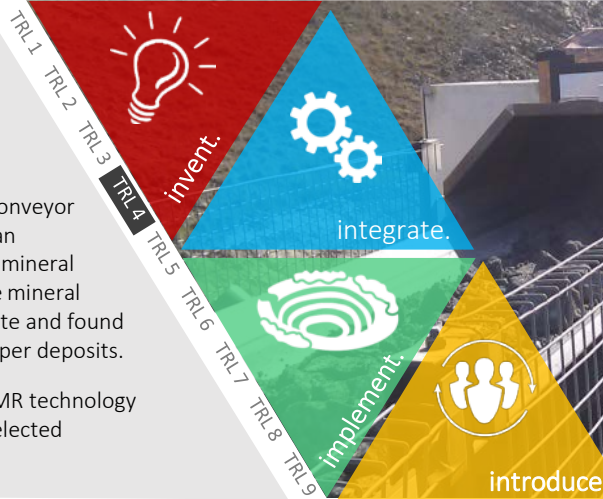 TRL 1
TRL 2
TRL 3
TRL 4
TRL 5
TRL 6
TRL 7
TRL 8
TRL 9
invent.
integrate.
implement.
introduce
onveyor
an
mineral
e mineral
te and found
per deposits.
MR technology
elected